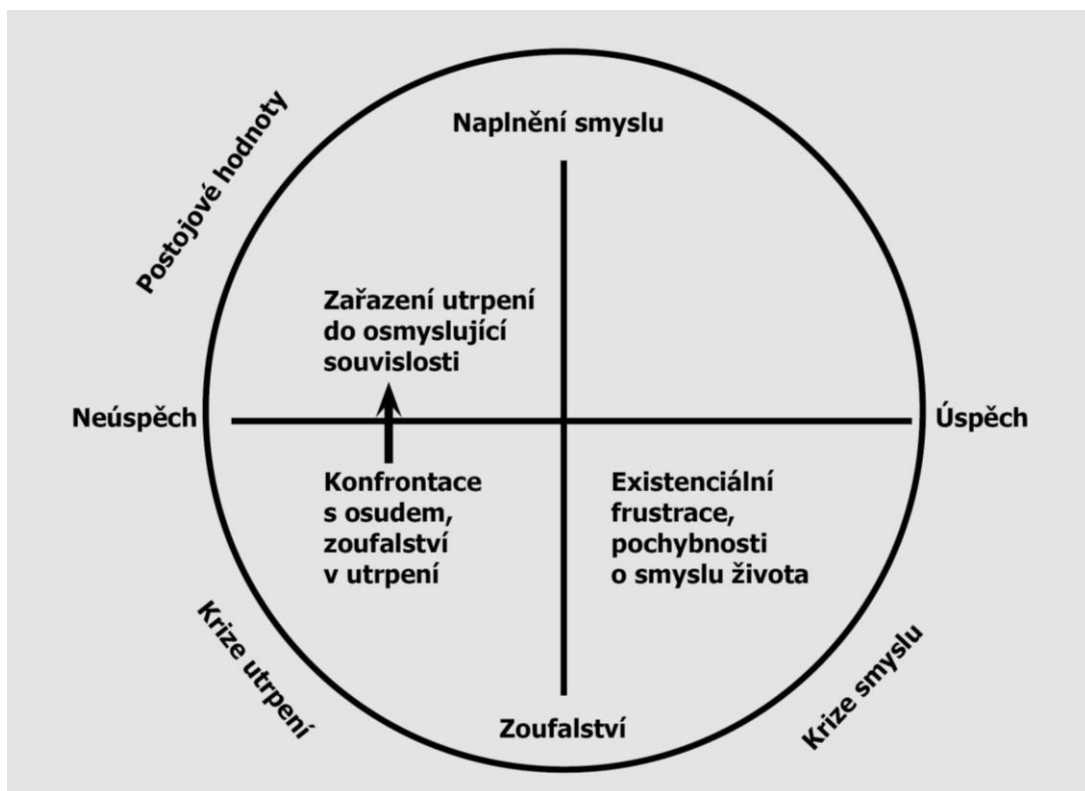 Naplnění smyslu
Postojové hodnoty
Zařazení utrpení
do osmyslující
souvislosti
Neúspěch
Úspěch
Konfrontace
s osudem,
zoufalství
v utrpení
Existenciální
frustrace,
pochybnosti
o smyslu života
Krize utrpení
Krize smyslu
Zoufalství